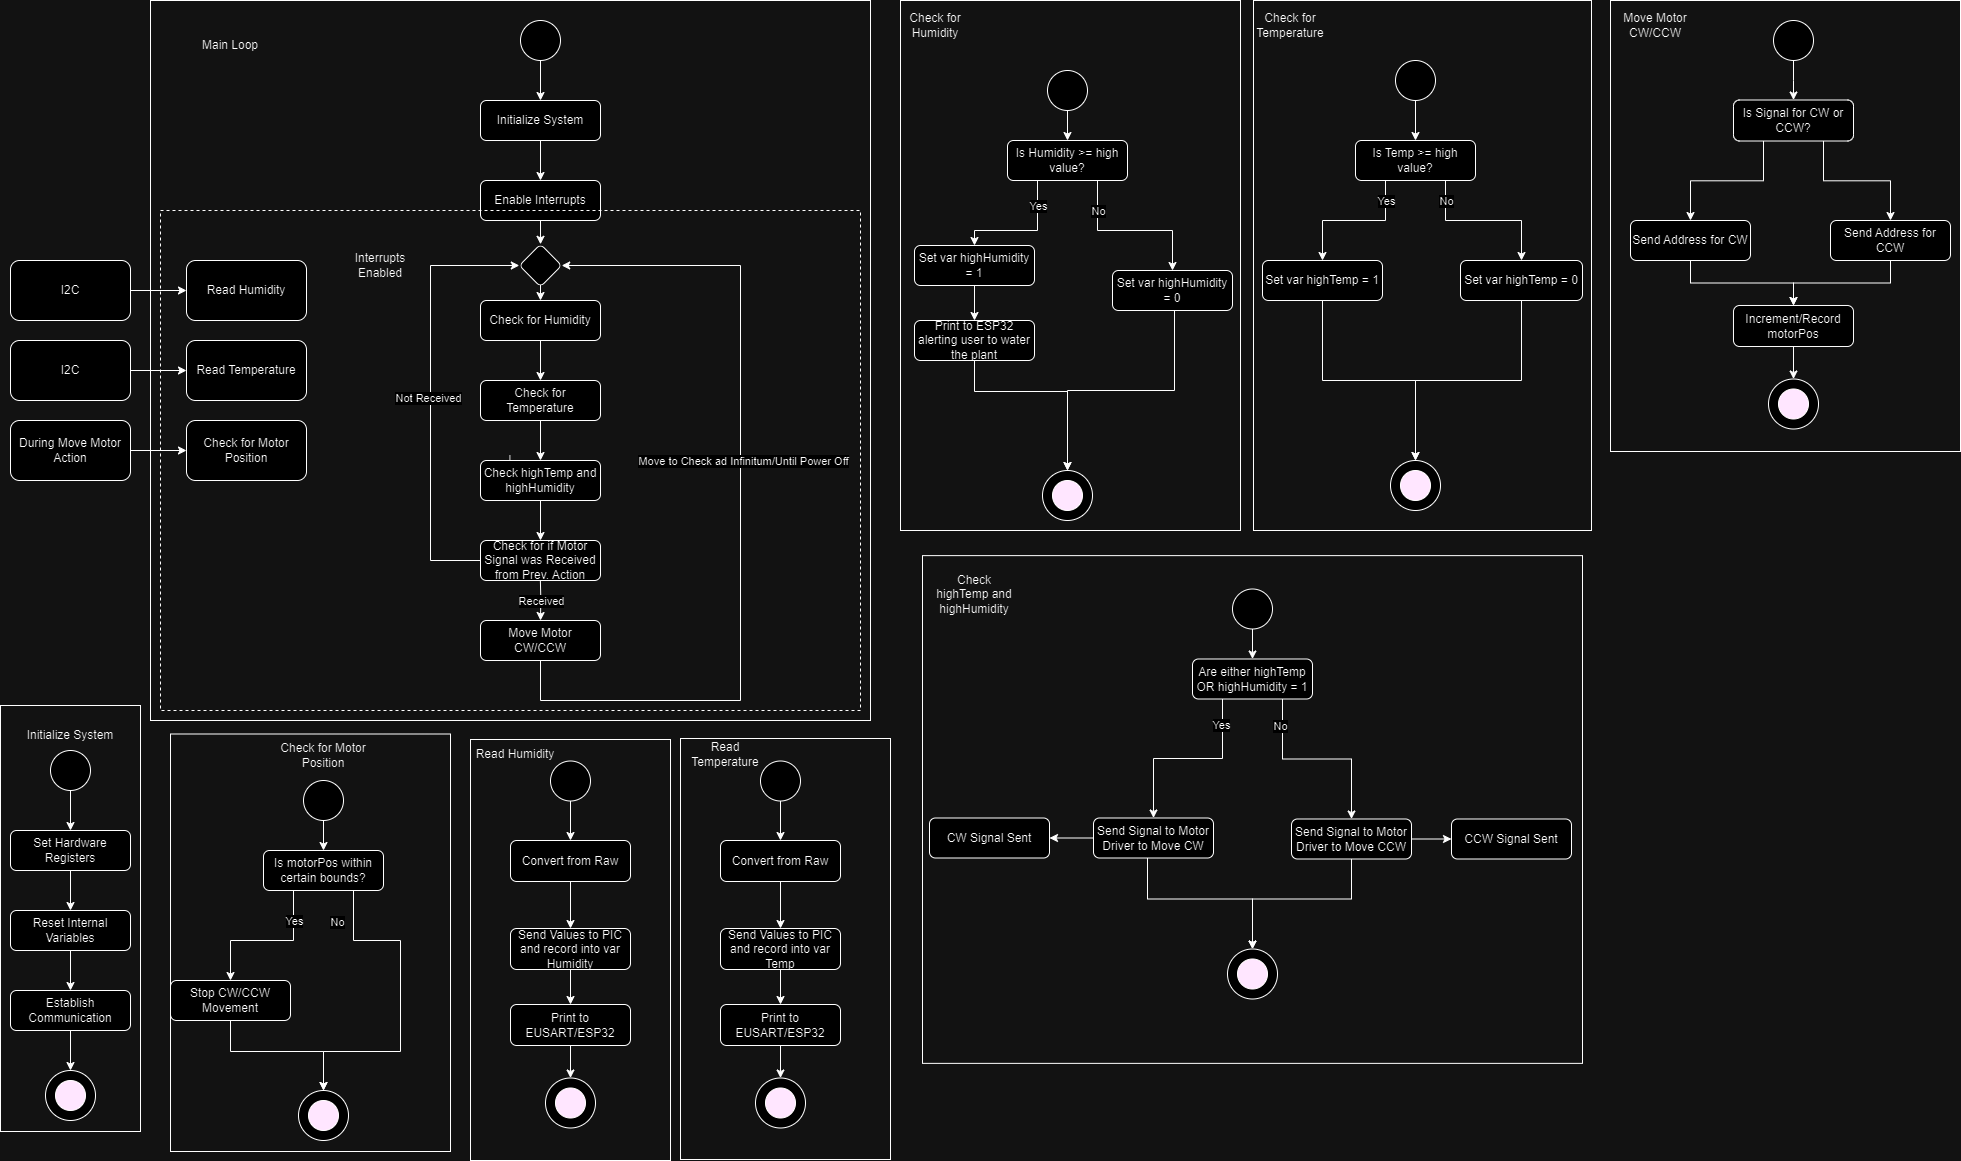 Main Loop
Initialize System
Enable Interrupts
Interrupts
Enabled
I2C
Read Humidity
Check for Humidity
I2C
Read Temperature
Not Received
Check for
Temperature
During Move Motor
Action
Check for Motor
Position
Check highTemp and
highHumidity
Move to Check ad Infinitum/Until Power Off
Check for if Motor
Signal was Received
from Prev. Action
Received
Move Motor
CW/CCW
Check for
Humidity
Is Humidity >= high
value?
Yes
No
Set var highHumidity
= 1
Set var highHumidity
= 0
Print to ESP32
alerting user to water
the plant
Check for
Temperature
Is Temp >= high
value?
Yes
No
Set var highTemp = 1
Set var highTemp = 0
Move Motor
CW/CCW
Is Signal for CW or
CCW?
Send Address for CW
Send Address for
CCW
Increment/Record
motorPos
Check
highTemp and
highHumidity
Are either highTemp
OR highHumidity = 1
Yes
No
CW Signal Sent
Send Signal to Motor
Driver to Move CW
Send Signal to Motor
Driver to Move CCW
CCW Signal Sent
Initialize System
Set Hardware
Registers
Reset Internal
Variables
Establish
Communication
Check for Motor
Position
Is motorPos within
certain bounds?
Yes
No
Stop CW/CCW
Movement
Read Humidity
Convert from Raw
Send Values to PIC
and record into var
Humidity
Print to
EUSART/ESP32
Read
Temperature
Convert from Raw
Send Values to PIC
and record into var
Temp
Print to
EUSART/ESP32